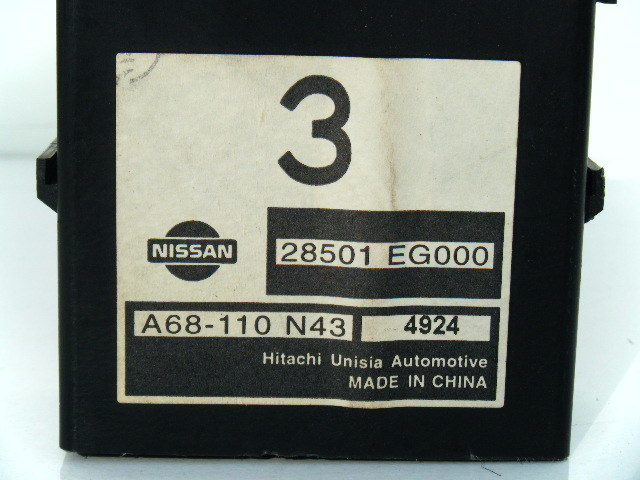 3
NISSAN
28501 EG000
A68-110 N43 4924
Hitachi Unisia Automotive
MADE IN CHINA